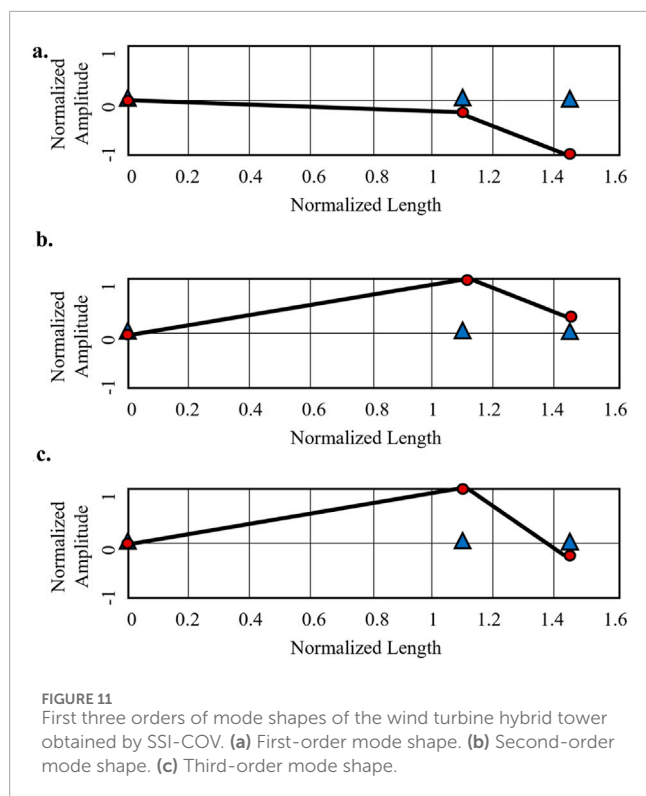 a.
1
0
-1
Normalized
Amplitude
0 0.2 0.4 0.6 0.8 1 1.2 1.4 1.6
Normalized Length
b.
1
0
-1
Normalized
Amplitude
0 0.2 0.4 0.6 0.8 1 1.2 1.4 1.6
Normalized Length
c.
1
0
-1
Normalized
Amplitude
0 0.2 0.4 0.6 0.8 1 1.2 1.4 1.6
Normalized Length
FIGURE 11
First three orders of mode shapes of the wind turbine hybrid tower
obtained by SSI-COV. (a) First-order mode shape. (b) Second-order
mode shape. (c) Third-order mode shape.